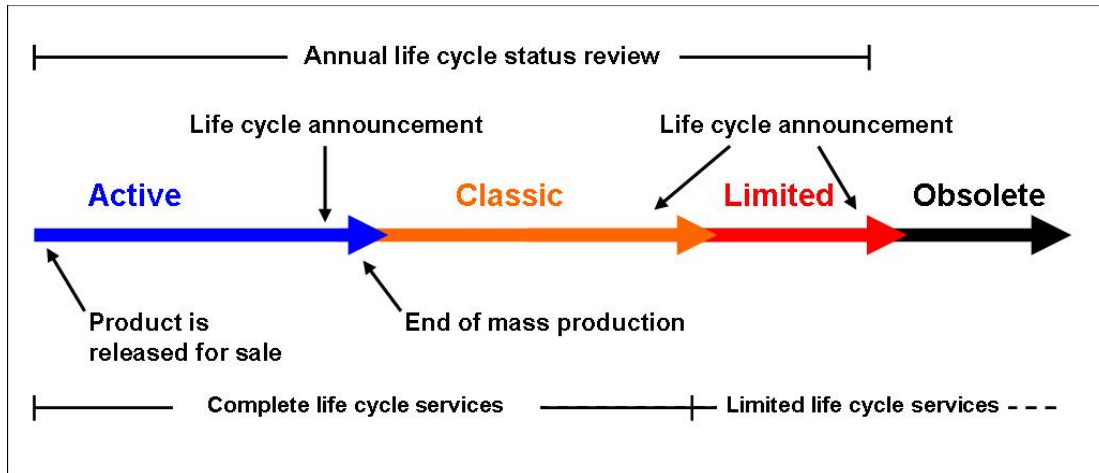 Annual life cycle status review
Life cycle announcement
Life cycle announcement
Active
Classic
Limited
Obsolete
Product is
released for sale
End of mass production
Complete life cycle services
Limited life cycle services